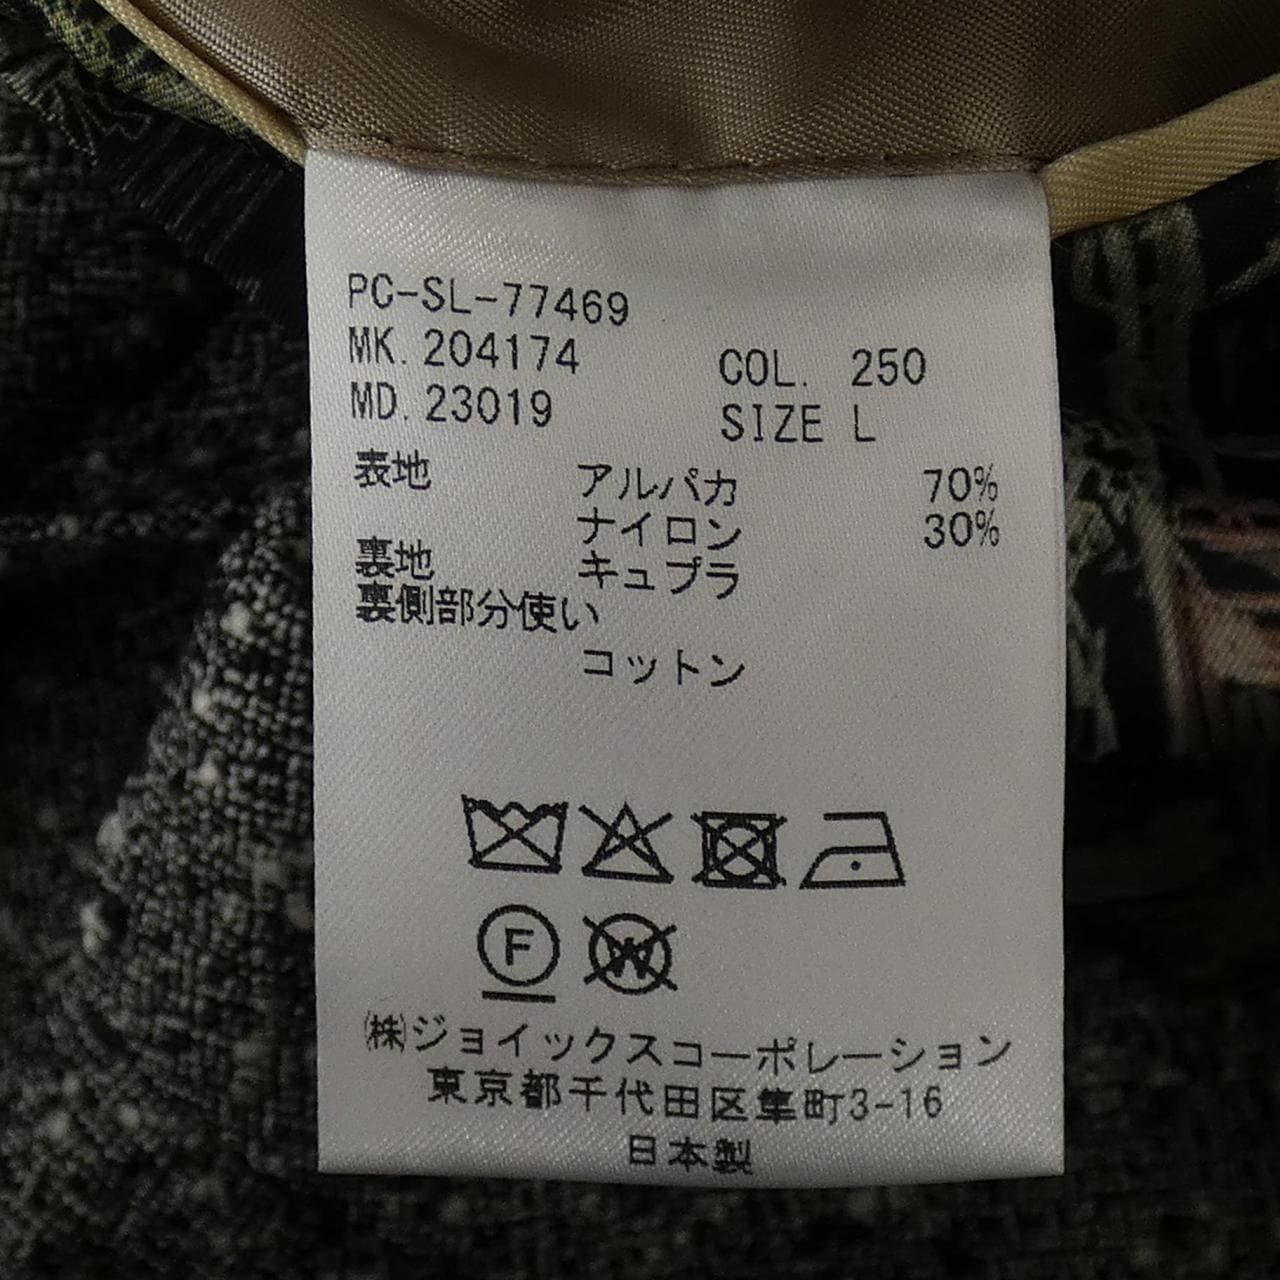 PC-SL-77469
MK. 204174 COL. 250
MD. 23019 SIZE L
表地 アルパカ 70%
ナイロン 30%
裏地 キュプラ
裏側部分使い
コットン
F W
㈱ジョイックスコーポレーション
東京都千代田区隼町3-16
日本製